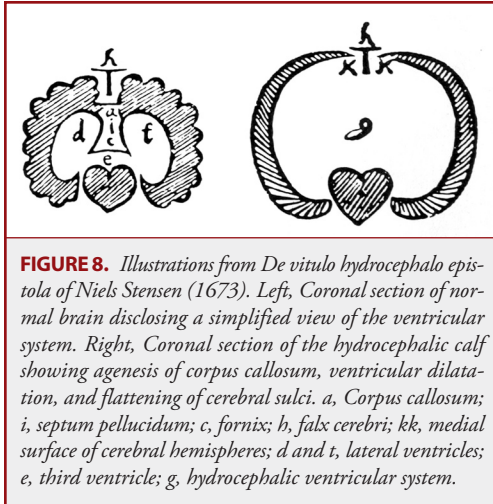 h
a
d i f
c
e
h
k k
g
FIGURE 8. Illustrations from De vitulo hydrocephalo epis-
tola of Niels Stensen (1673). Left, Coronal section of nor-
mal brain disclosing a simplified view of the ventricular
system. Right, Coronal section of the hydrocephalic calf
showing agenesis of corpus callosum, ventricular dilata-
tion, and flattening of cerebral sulci. a, Corpus callosum;
i, septum pellucidum; c, fornix; h, falx cerebri; kk, medial
surface of cerebral hemispheres; d and t, lateral ventricles;
e, third ventricle; g, hydrocephalic ventricular system.